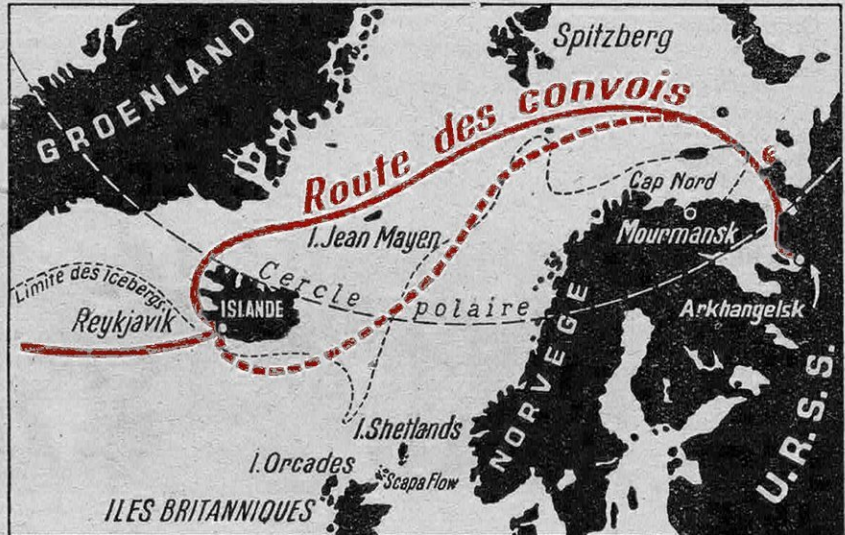 Spitzberg
GROENLAND
Route des convois
Cap Nord
I. Jean Mayen
Mourmansk
Cercle polaire
Limite des Icebergs
ISLANDE
Reykjavik
Arkhangelsk
NORVEGE
U.R.S.S.
I. Shetlands
I. Orcades
Scapa Flow
ILES BRITANNIQUES